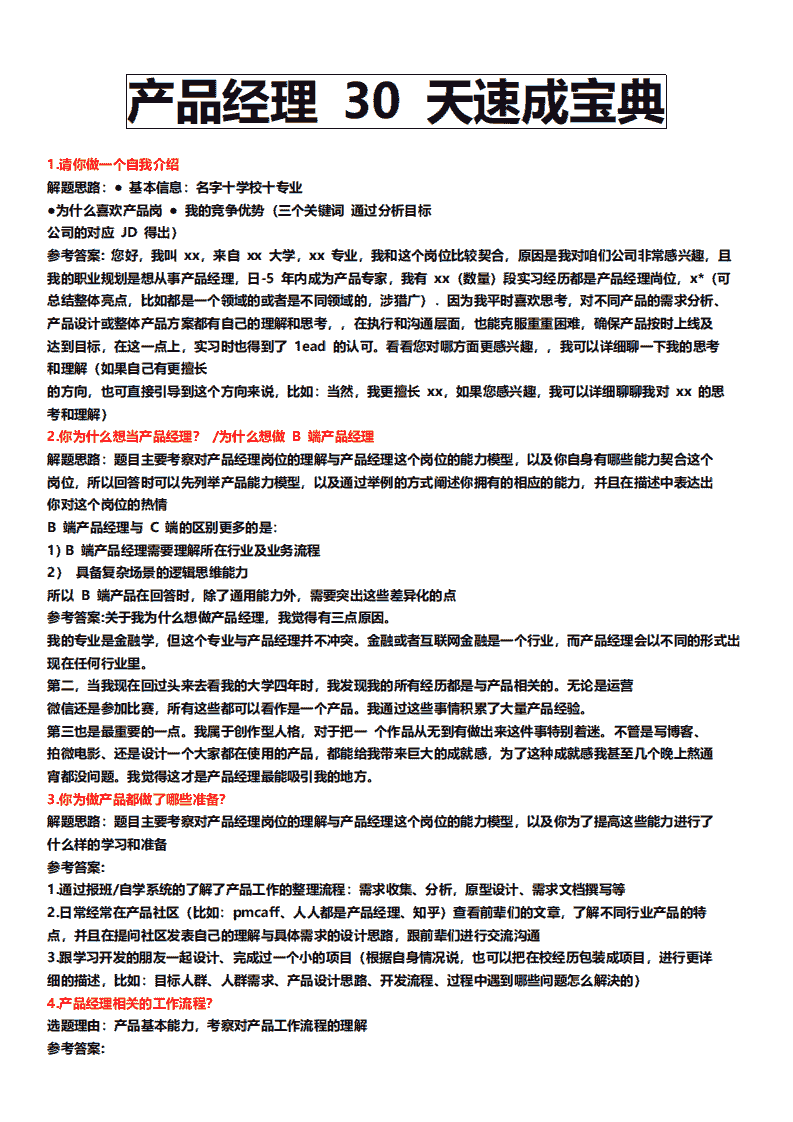 产品经理 30 天速成宝典
1.请你做一个自我介绍
解题思路：● 基本信息：名字十学校十专业
●为什么喜欢产品岗 ● 我的竞争优势（三个关键词 通过分析目标
公司的对应 JD 得出）
参考答案: 您好，我叫 xx，来自 xx 大学，xx 专业，我和这个岗位比较契合，原因是我对咱们公司非常感兴趣，且
我的职业规划是想从事产品经理，日-5 年内成为产品专家，我有 xx（数量）段实习经历都是产品经理尚位，x*（可
总结整体亮点，比如都是一个领域的或者是不同领域的，涉猎广）. 因为我平时喜欢思考，对不同产品的需求分析、
产品设计或整体产品方案都有自己的理解和思考，, 在执行和沟通层面，也能克服重重困难，确保产品按时上线及
达到目标，在这一点上，实习时也得到了 1ead 的认可。看看您对哪方面更感兴趣，, 我可以详细聊一下我的思考
和理解（如果自己有更擅长
的方向，也可直接引导到这个方向来说，比如：当然，我更擅长 xx，如果您感兴趣，我可以详细聊聊我对 xx 的思
考和理解）
2.你为什么想当产品经理？ /为什么想做 B 端产品经理
解题思路：题目主要考察对产品经理岗位的理解与产品经理这个岗位的能力模型，以及你自身有哪些能力契合这个
岗位，所以回答时可以先列举产品能力模型，以及通过举例的方式阐述你拥有的相应的能力，并且在描述中表达出
你对这个岗位的热情
B 端产品经理与 C 端的区别更多的是：
1) B 端产品经理需要理解所在行业及业务流程
2） 具备复杂场景的逻辑思维能力
所以 B 端产品在回答时，除了通用能力外，需要突出这些差异化的点
参考答案:关于我为什么想做产品经理，我觉得有三点原因。
我的专业是金融学，但这个专业与产品经理并不冲突。金融或者互联网金融是一个行业，而产品经理会以不同的形式出
现在任何行业里。
第二，当我现在回过头来去看我的大学四年时，我发现我的所有经历都是与产品相关的。无论是运营
微信还是参加比赛，所有这些都可以看作是一个产品。我通过这些事情积累了大量产品经验。
第三也是最重要的一点。我属于创作型人格，对于把一 个作品从无到有做出来这件事特别着迷。不管是写博客、
拍微电影、还是设计一个大家都在使用的产品，都能给我带来巨大的成就感，为了这种成就感我甚至几个晚上熬通
宵都没问题。我觉得这才是产品经理最能吸引我的地方。
3.你为做产品都做了哪些准备?
解题思路：题目主要考察对产品经理岗位的理解与产品经理这个岗位的能力模型，以及你为了提高这些能力进行了
什么样的学习和准备
参考答案:
1.通过报班/自学系统的了解了产品工作的整理流程：需求收集、分析，原型设计、需求文档撰写等
2.日常经常在产品社区（比如：pmcaff、人人都是产品经理、知乎）查看前辈们的文章，了解不同行业产品的特
点，并且在提问社区发表自己的理解与具体需求的设计思路，跟前辈们进行交流沟通
3.跟学习开发的朋友一起设计、完成过一个小的项目（根据自身情况说，也可以把在校经历包装成项目，进行更详
细的描述，比如：目标人群、人群需求、产品设计思路、开发流程、过程中遇到哪些问题怎么解决的）
4.产品经理相关的工作流程?
选题理由：产品基本能力，考察对产品工作流程的理解
参考答案: